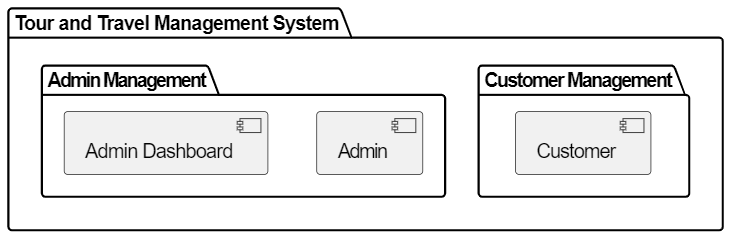 Tour and Travel Management System
Admin Management
Customer Management
Admin Dashboard
Admin
Customer